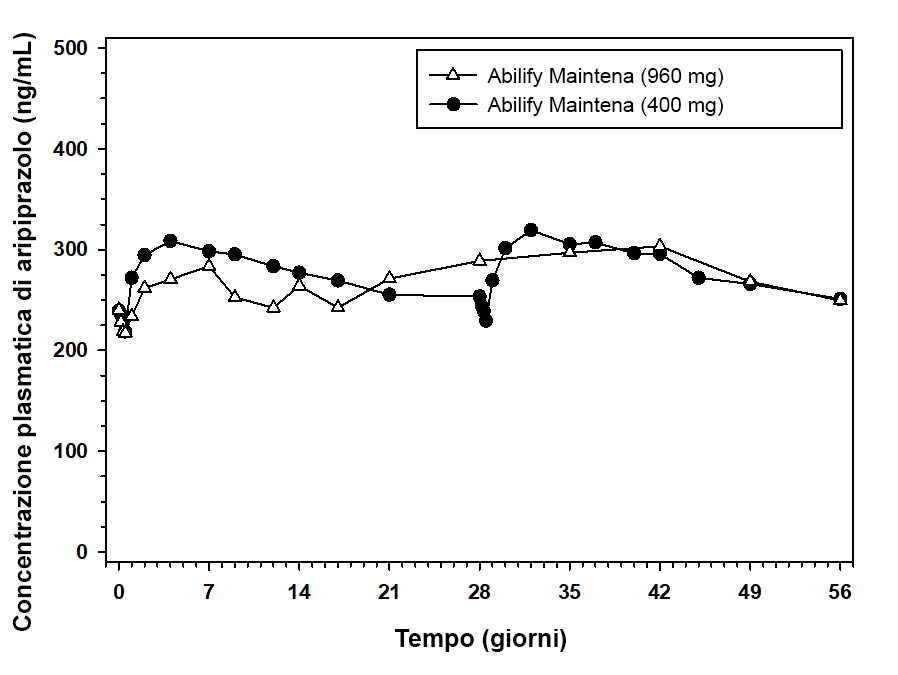 Concentrazione plasmatica di aripiprazolo (ng/mL)
500
400
300
200
100
0
Abilify Maintena (960 mg)
Abilify Maintena (400 mg)
0 7 14 21 28 35 42 49 56
Tempo (giorni)